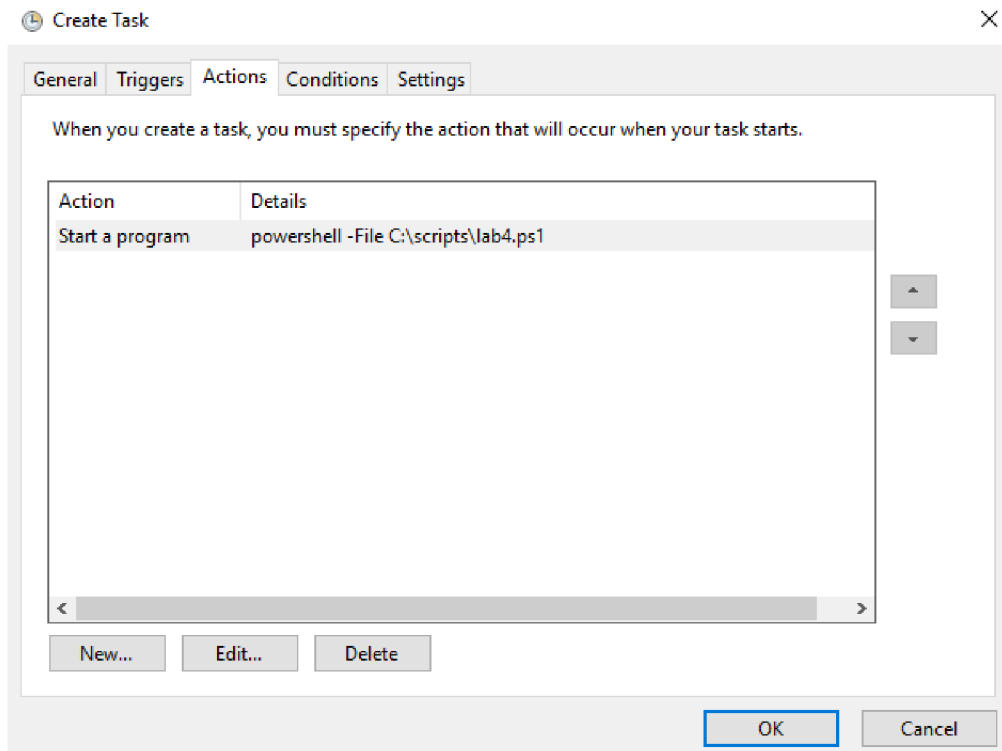 Create Task
General Triggers Actions Conditions Settings
When you create a task, you must specify the action that will occur when your task starts.
Action Details
Start a program powershell -File C:\scripts\lab4.ps1
New... Edit... Delete
OK Cancel